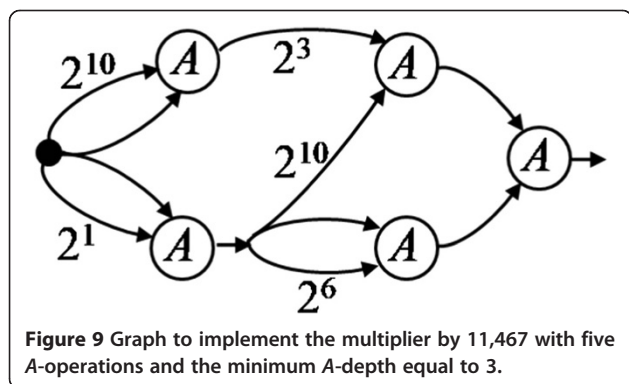 2^10
A
2^3
A
2^10
A
2^1
A
A
2^6
Figure 9 Graph to implement the multiplier by 11,467 with five
A-operations and the minimum A-depth equal to 3.